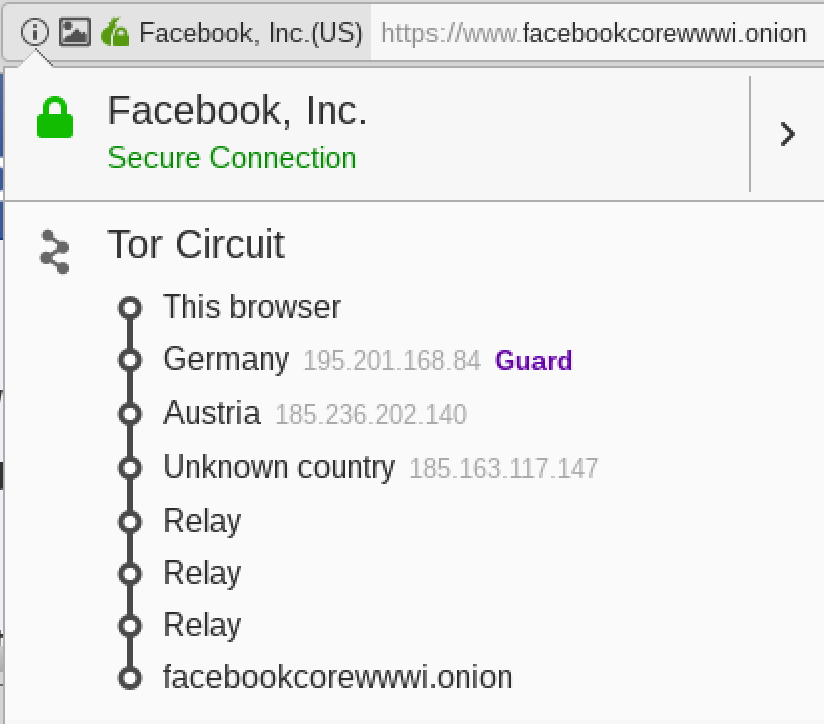 Facebook, Inc.(US) https://www.facebookcorewwwi.onion
Facebook, Inc.
Secure Connection
Tor Circuit
This browser
Germany 195.201.168.84 Guard
Austria 185.236.202.140
Unknown country 185.163.117.147
Relay
Relay
Relay
facebookcorewwwi.onion